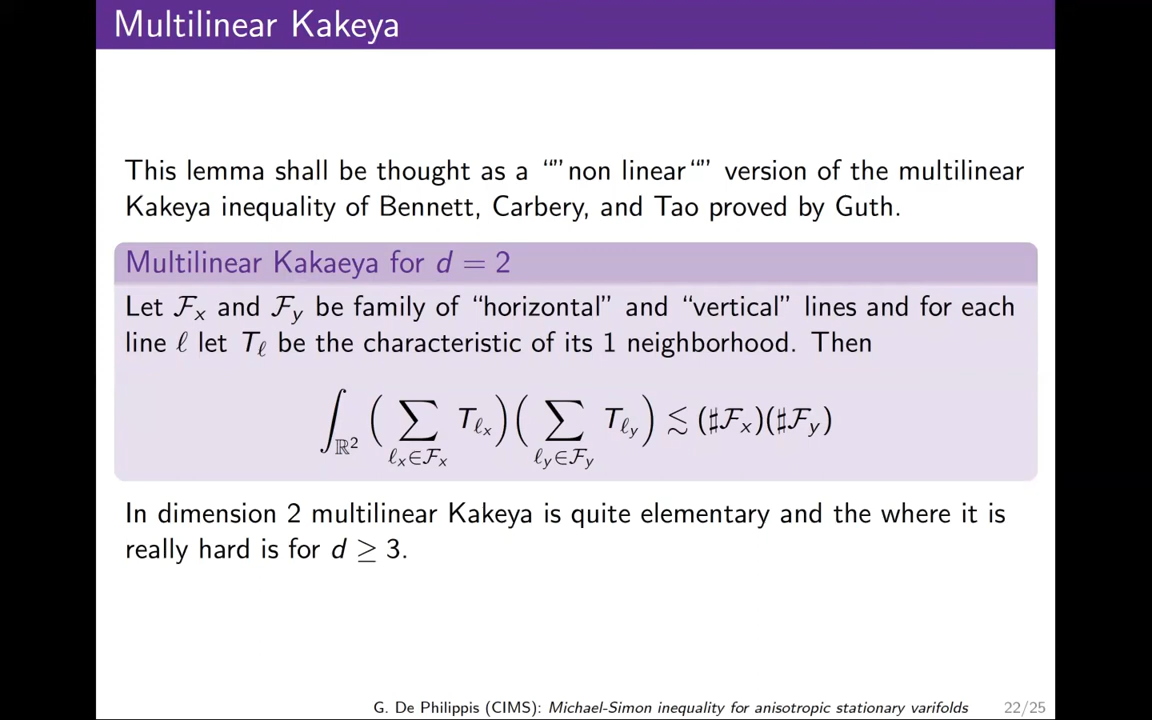 Multilinear Kakeya
This lemma shall be thought as a “” non linear “” version of the multilinear
Kakeya inequality of Bennett, Carbery, and Tao proved by Guth.
Multilinear Kakaeya for d = 2
Let ℱ_x and ℱ_y be family of “horizontal” and “vertical” lines and for each
line ℓ let T_ℓ be the characteristic of its 1 neighborhood. Then
∫_{ℝ²} ( ∑_{ℓ_x∈ℱ_x} T_{ℓ_x} ) ( ∑_{ℓ_y∈ℱ_y} T_{ℓ_y} ) ≲ (♯ℱ_x)(♯ℱ_y)
In dimension 2 multilinear Kakeya is quite elementary and the where it is
really hard is for d ≥ 3.
G. De Philippis (CIMS): Michael-Simon inequality for anisotropic stationary varifolds 22/25